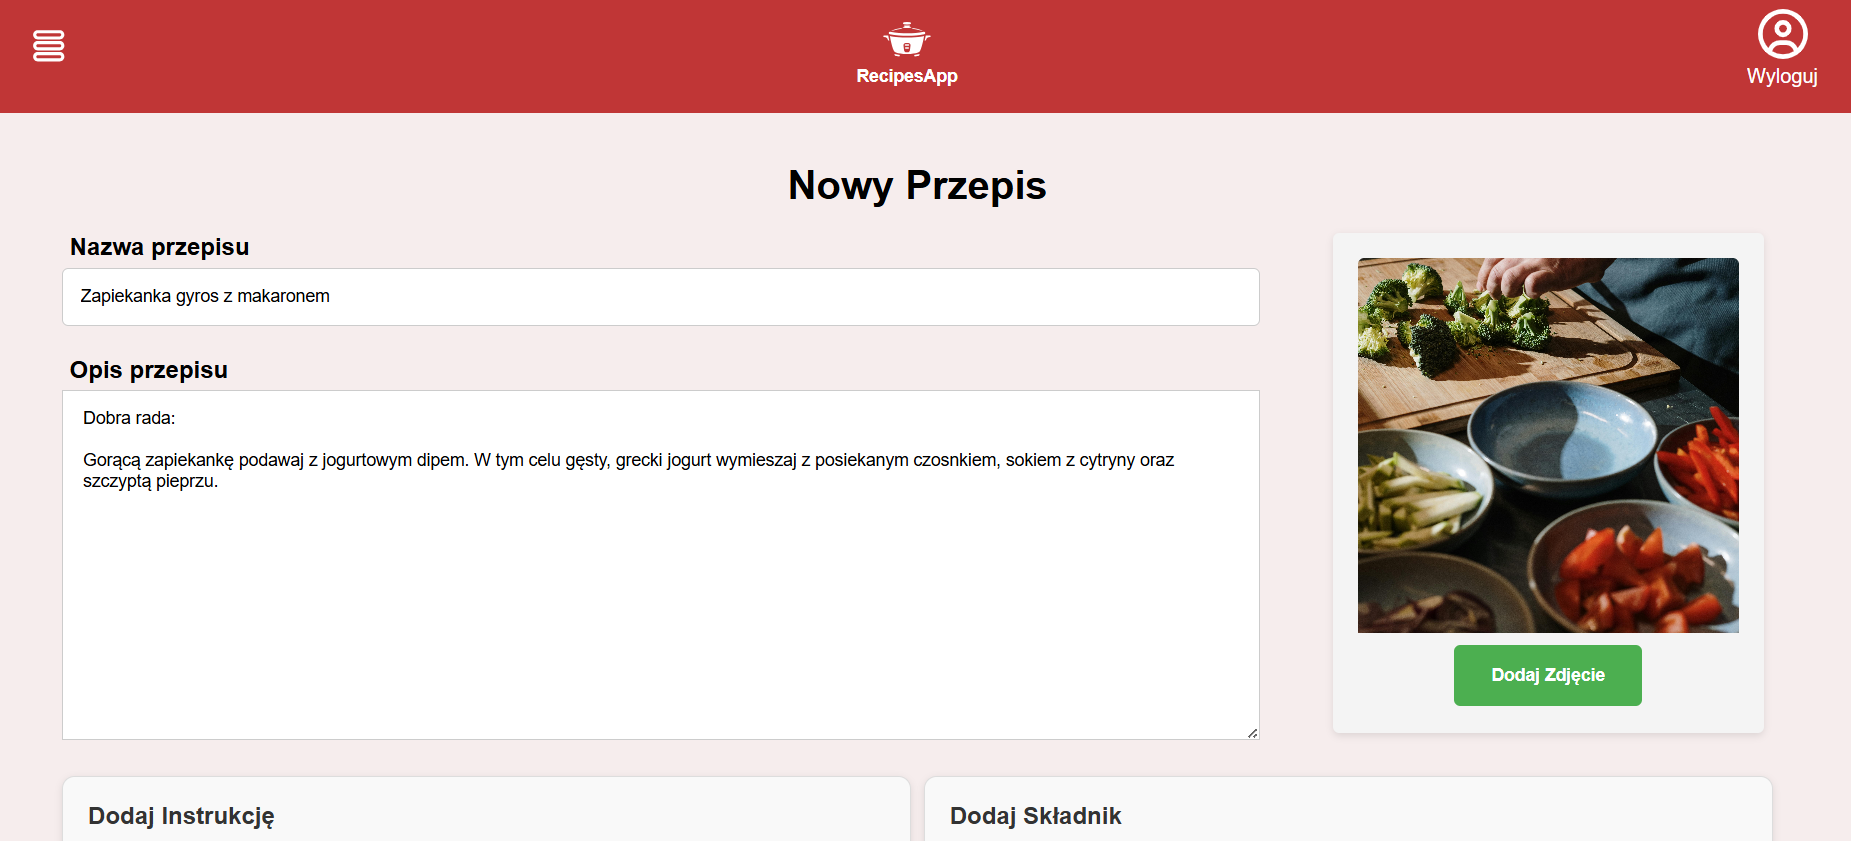 RecipesApp
Wyloguj
Nowy Przepis
Nazwa przepisu
Zapiekanka gyros z makaronem
Opis przepisu
Dobra rada:
Gorącą zapiekankę podawaj z jogurtowym dipem. W tym celu gęsty, grecki jogurt wymieszaj z posiekanym czosnkiem, sokiem z cytryny oraz
szczyptą pieprzu.
Dodaj Zdjęcie
Dodaj Instrukcję
Dodaj Składnik